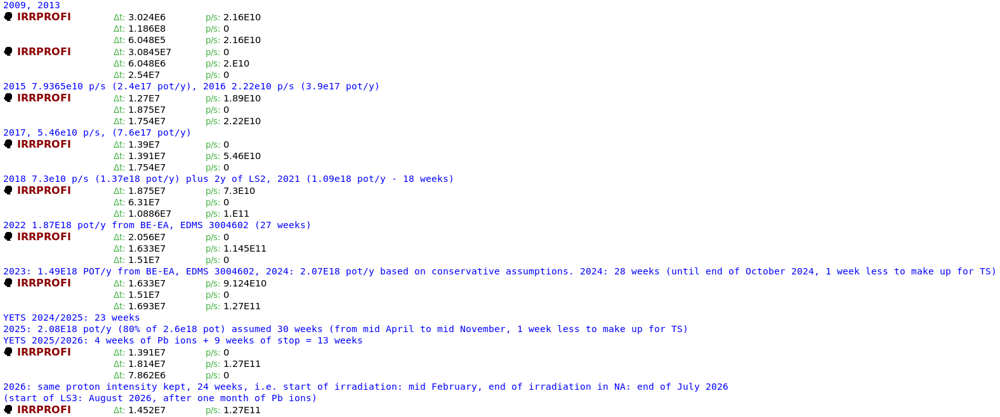 2009, 2013
IRRPROFI Δt: 3.024E6 p/s: 2.16E10
Δt: 1.186E8 p/s: 0
Δt: 6.048E5 p/s: 2.16E10
IRRPROFI Δt: 3.0845E7 p/s: 0
Δt: 6.048E6 p/s: 2.E10
Δt: 2.54E7 p/s: 0
2015 7.9365e10 p/s (2.4e17 pot/y), 2016 2.22e10 p/s (3.9e17 pot/y)
IRRPROFI Δt: 1.27E7 p/s: 1.89E10
Δt: 1.875E7 p/s: 0
Δt: 1.754E7 p/s: 2.22E10
2017, 5.46e10 p/s, (7.6e17 pot/y)
IRRPROFI Δt: 1.39E7 p/s: 0
Δt: 1.391E7 p/s: 5.46E10
Δt: 1.754E7 p/s: 0
2018 7.3e10 p/s (1.37e18 pot/y) plus 2y of LS2, 2021 (1.09e18 pot/y - 18 weeks)
IRRPROFI Δt: 1.875E7 p/s: 7.3E10
Δt: 6.31E7 p/s: 0
Δt: 1.0886E7 p/s: 1.E11
2022 1.87E18 pot/y from BE-EA, EDMS 3004602 (27 weeks)
IRRPROFI Δt: 2.056E7 p/s: 0
Δt: 1.633E7 p/s: 1.145E11
Δt: 1.51E7 p/s: 0
2023: 1.49E18 POT/y from BE-EA, EDMS 3004602, 2024: 2.07E18 pot/y based on conservative assumptions. 2024: 28 weeks (until end of October 2024, 1 week less to make up for TS)
IRRPROFI Δt: 1.633E7 p/s: 9.124E10
Δt: 1.51E7 p/s: 0
Δt: 1.693E7 p/s: 1.27E11
YETS 2024/2025: 23 weeks
2025: 2.08E18 pot/y (80% of 2.6e18 pot) assumed 30 weeks (from mid April to mid November, 1 week less to make up for TS)
YETS 2025/2026: 4 weeks of Pb ions + 9 weeks of stop = 13 weeks
IRRPROFI Δt: 1.391E7 p/s: 0
Δt: 1.814E7 p/s: 1.27E11
Δt: 7.862E6 p/s: 0
2026: same proton intensity kept, 24 weeks, i.e. start of irradiation: mid February, end of irradiation in NA: end of July 2026
(start of LS3: August 2026, after one month of Pb ions)
IRRPROFI Δt: 1.452E7 p/s: 1.27E11